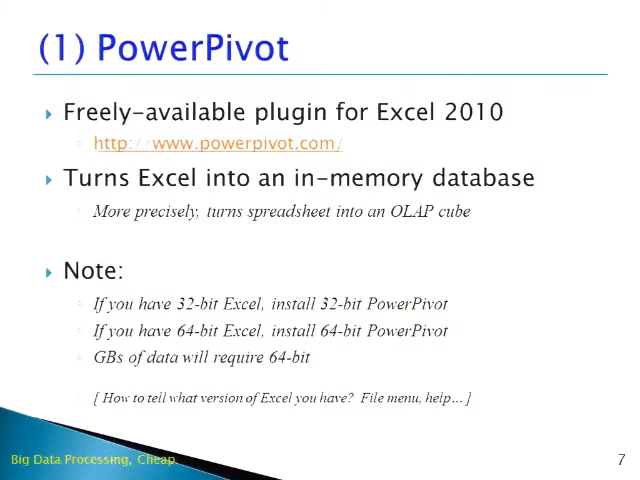 (1) PowerPivot
Freely-available plugin for Excel 2010
http://www.powerpivot.com/
Turns Excel into an in-memory database
More precisely, turns spreadsheet into an OLAP cube
Note:
If you have 32-bit Excel, install 32-bit PowerPivot
If you have 64-bit Excel, install 64-bit PowerPivot
GBs of data will require 64-bit
[ How to tell what version of Excel you have?  File menu, help… ]
Big Data Processing, Cheap.
7